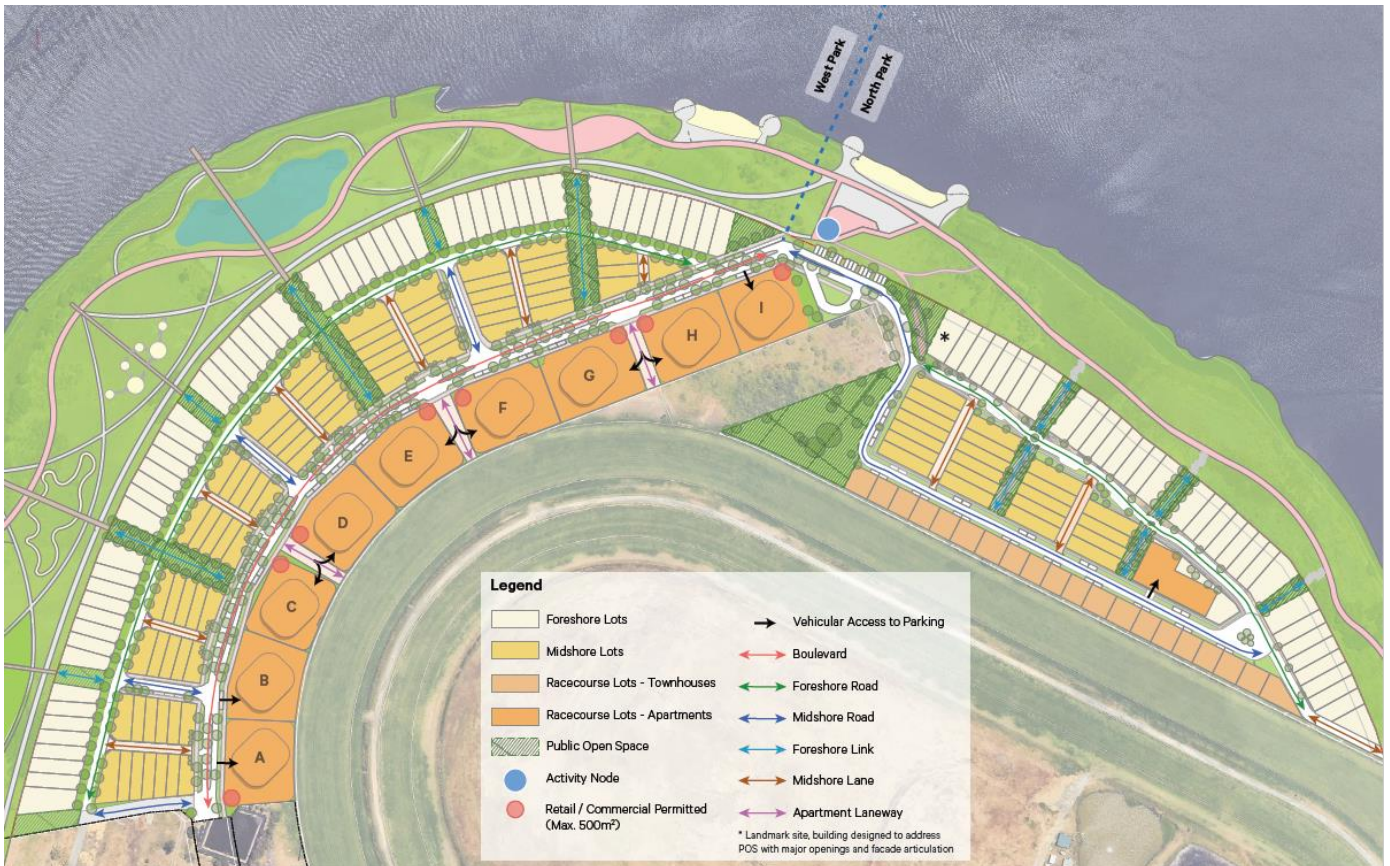 West Park
North Park
I
H
G
F
E
D
C
B
A
*
Legend
Foreshore Lots
Midshore Lots
Racecourse Lots - Townhouses
Racecourse Lots - Apartments
Public Open Space
Activity Node
Retail / Commercial Permitted
(Max. 500m²)
Vehicular Access to Parking
Boulevard
Foreshore Road
Midshore Road
Foreshore Link
Midshore Lane
Apartment Laneway
* Landmark site, building designed to address
POS with major openings and facade articulation